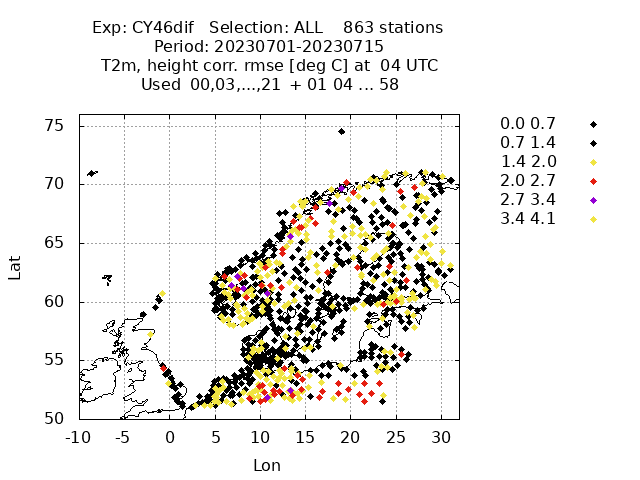 Exp: CY46dif   Selection: ALL    863 stations
Period: 20230701-20230715
T2m, height corr. rmse [deg C] at  04 UTC
Used  00,03,...,21  + 01 04 ... 58
0.0 0.7
0.7 1.4
1.4 2.0
2.0 2.7
2.7 3.4
3.4 4.1
75
70
65
60
55
50
Lat
-10 -5 0 5 10 15 20 25 30
Lon